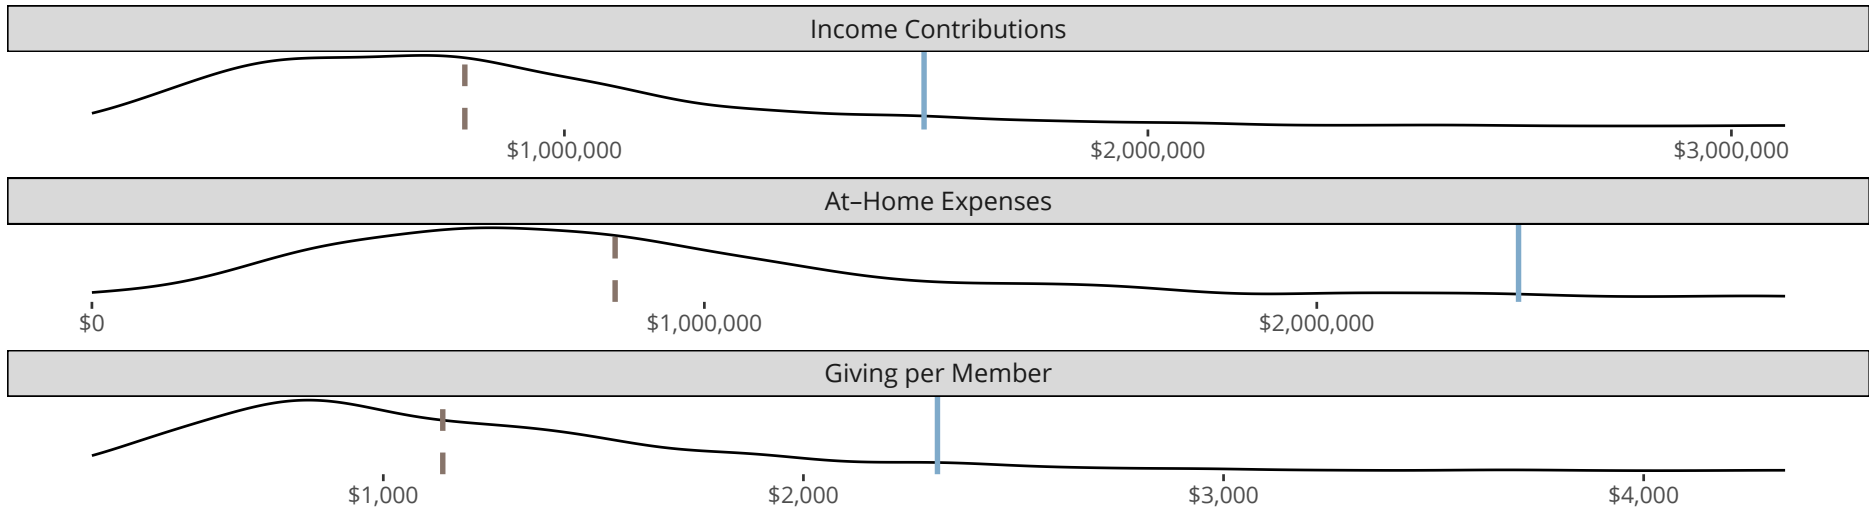 Income Contributions
$1,000,000 $2,000,000 $3,000,000
At–Home Expenses
$0 $1,000,000 $2,000,000
Giving per Member
$1,000 $2,000 $3,000 $4,000